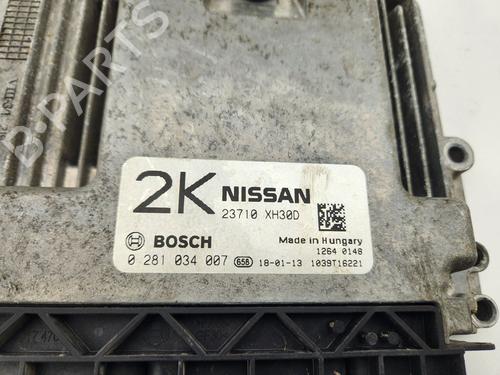 B-PARTS
2K NISSAN
23710 XH30D
BOSCH
Made in Hungary
1264 0148
0 281 034 007 656 18-01-13 1039T16221